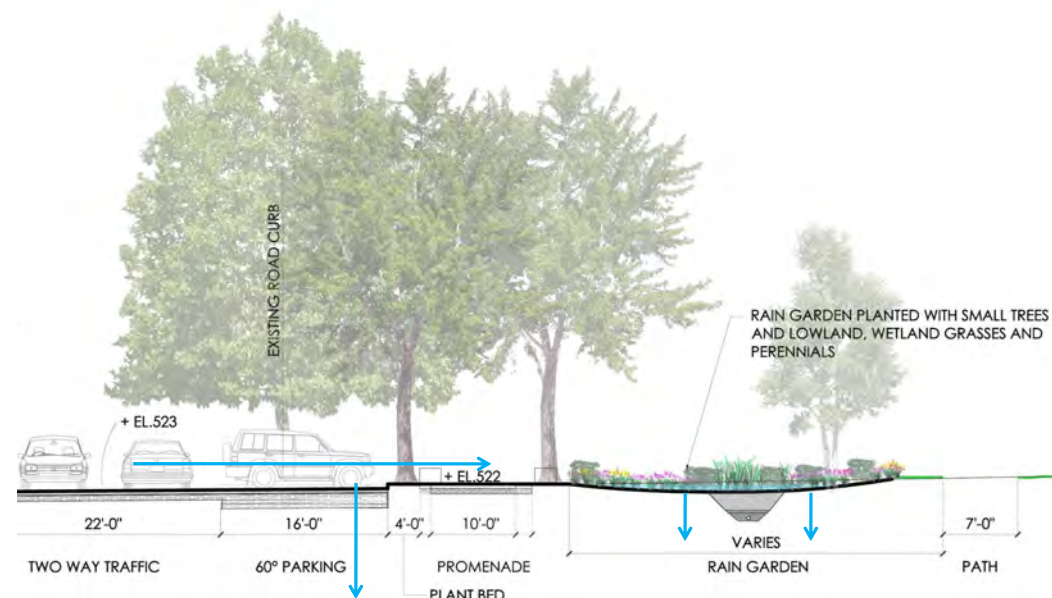 EXISTING ROAD CURB
RAIN GARDEN PLANTED WITH SMALL TREES
AND LOWLAND, WETLAND GRASSES AND
PERENNIALS
+ EL.523
+ EL.522
22'-0"
16'-0"
4'-0"
10'-0"
VARIES
7'-0"
TWO WAY TRAFFIC
60º PARKING
PROMENADE
RAIN GARDEN
PATH
PLANT BED